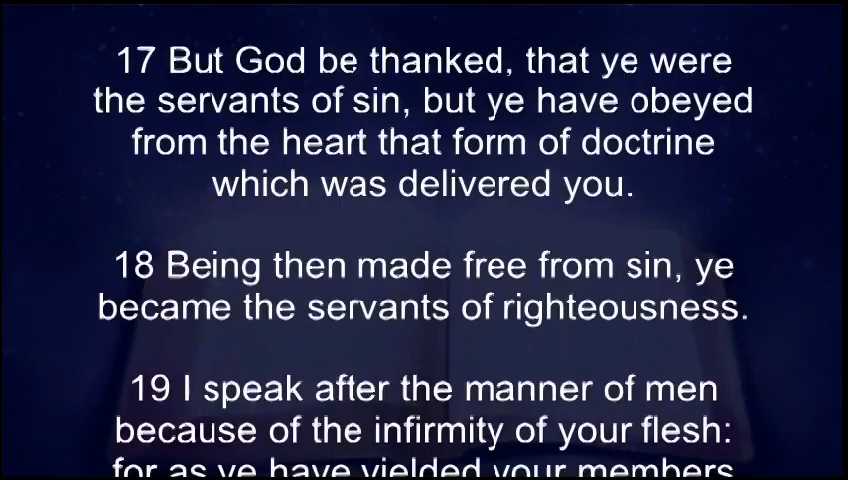 17 But God be thanked, that ye were
the servants of sin, but ye have obeyed
from the heart that form of doctrine
which was delivered you.
18 Being then made free from sin, ye
became the servants of righteousness.
19 I speak after the manner of men
because of the infirmity of your flesh:
for as ye have yielded your members